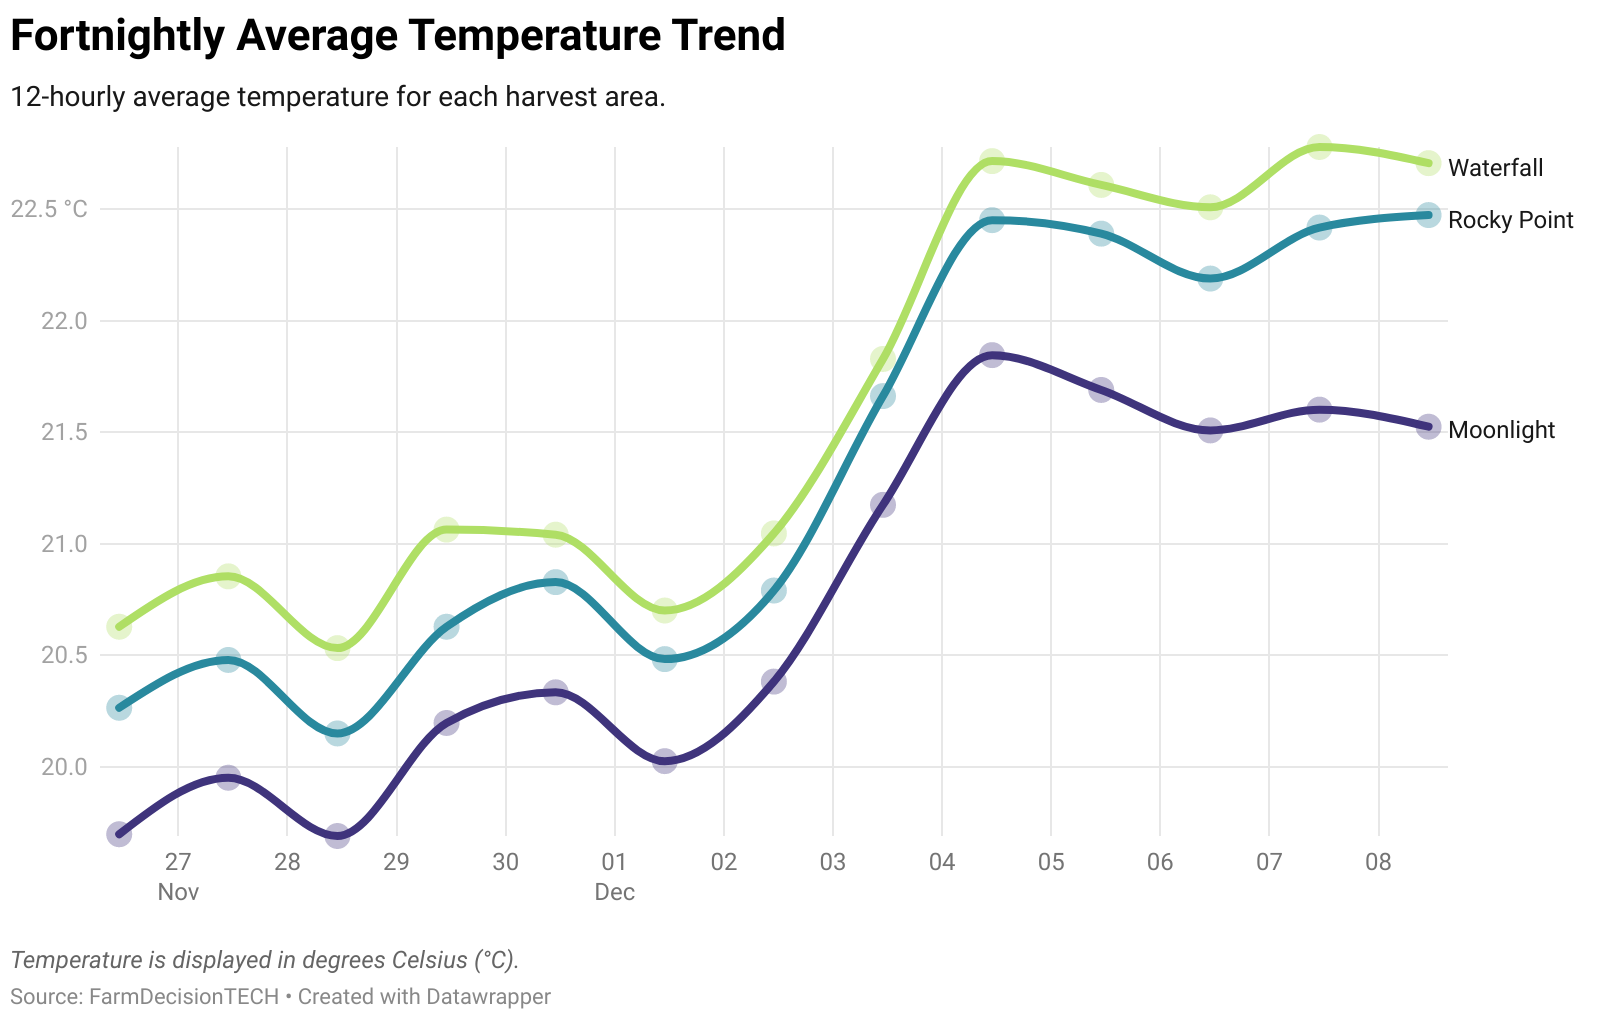 Fortnightly Average Temperature Trend
12-hourly average temperature for each harvest area.
Waterfall
22.5 °C
Rocky Point
22.0
21.5
Moonlight
21.0
20.5
20.0
27 28 29 30 01 02 03 04 05 06 07 08
Nov Dec
Temperature is displayed in degrees Celsius (°C).
Source: FarmDecisionTECH • Created with Datawrapper